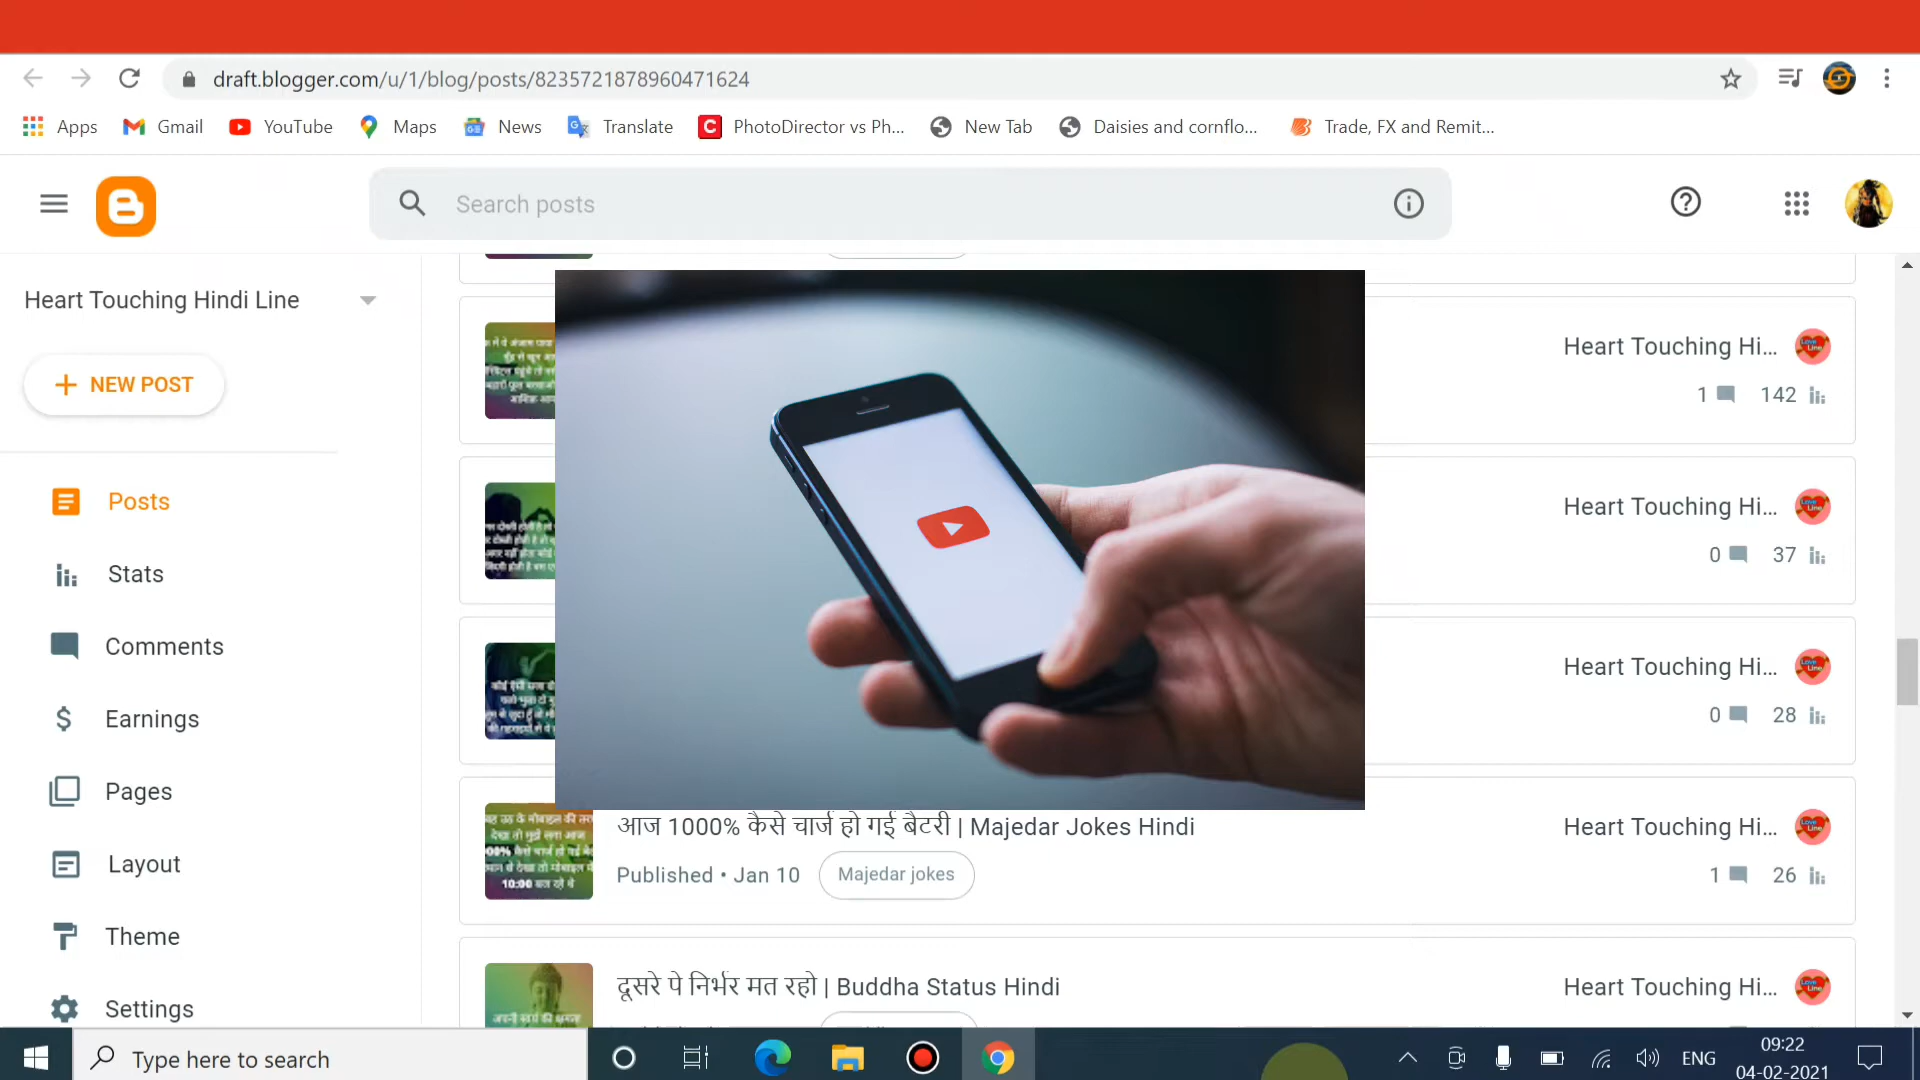 draft.blogger.com/u/1/blog/posts/8235721878960471624
Apps Gmail YouTube Maps News Translate PhotoDirector vs Ph... New Tab Daisies and cornflo... Trade, FX and Remit...
Search posts
Heart Touching Hindi Line
NEW POST
Posts
Stats
Comments
Earnings
Pages
Layout
Theme
Settings
Heart Touching Hi...
1 142
Heart Touching Hi...
0 37
Heart Touching Hi...
0 28
आज 1000% कैसे चार्ज हो गई बैटरी | Majedar Jokes Hindi
Published • Jan 10 Majedar jokes
Heart Touching Hi...
1 26
10:00 बज रहे थे
दूसरे पे निर्भर मत रहो | Buddha Status Hindi
Heart Touching Hi...
Type here to search
ENG
09:22
04-02-2021